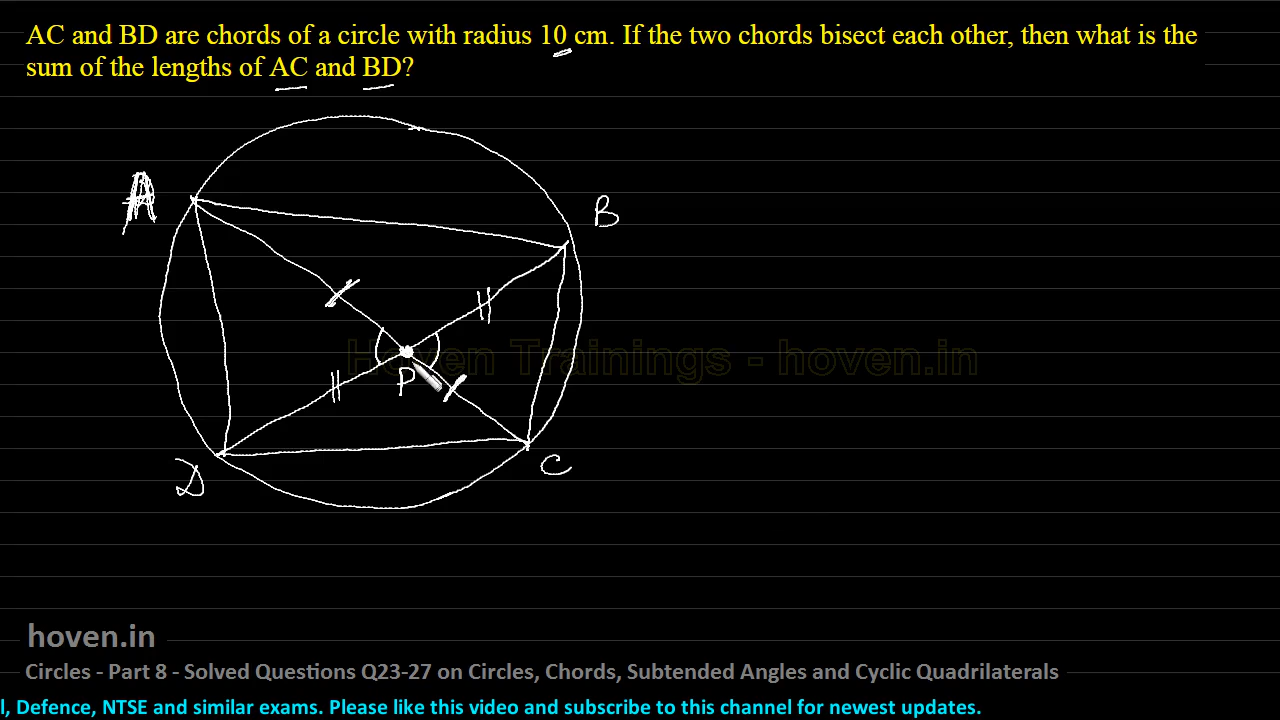 AC and BD are chords of a circle with radius 10 cm. If the two chords bisect each other, then what is the
sum of the lengths of AC and BD?
A
B
Hoven Trainings - hoven.in
P
D
C
hoven.in
Circles - Part 8 - Solved Questions Q23-27 on Circles, Chords, Subtended Angles and Cyclic Quadrilaterals
l, Defence, NTSE and similar exams. Please like this video and subscribe to this channel for newest updates.